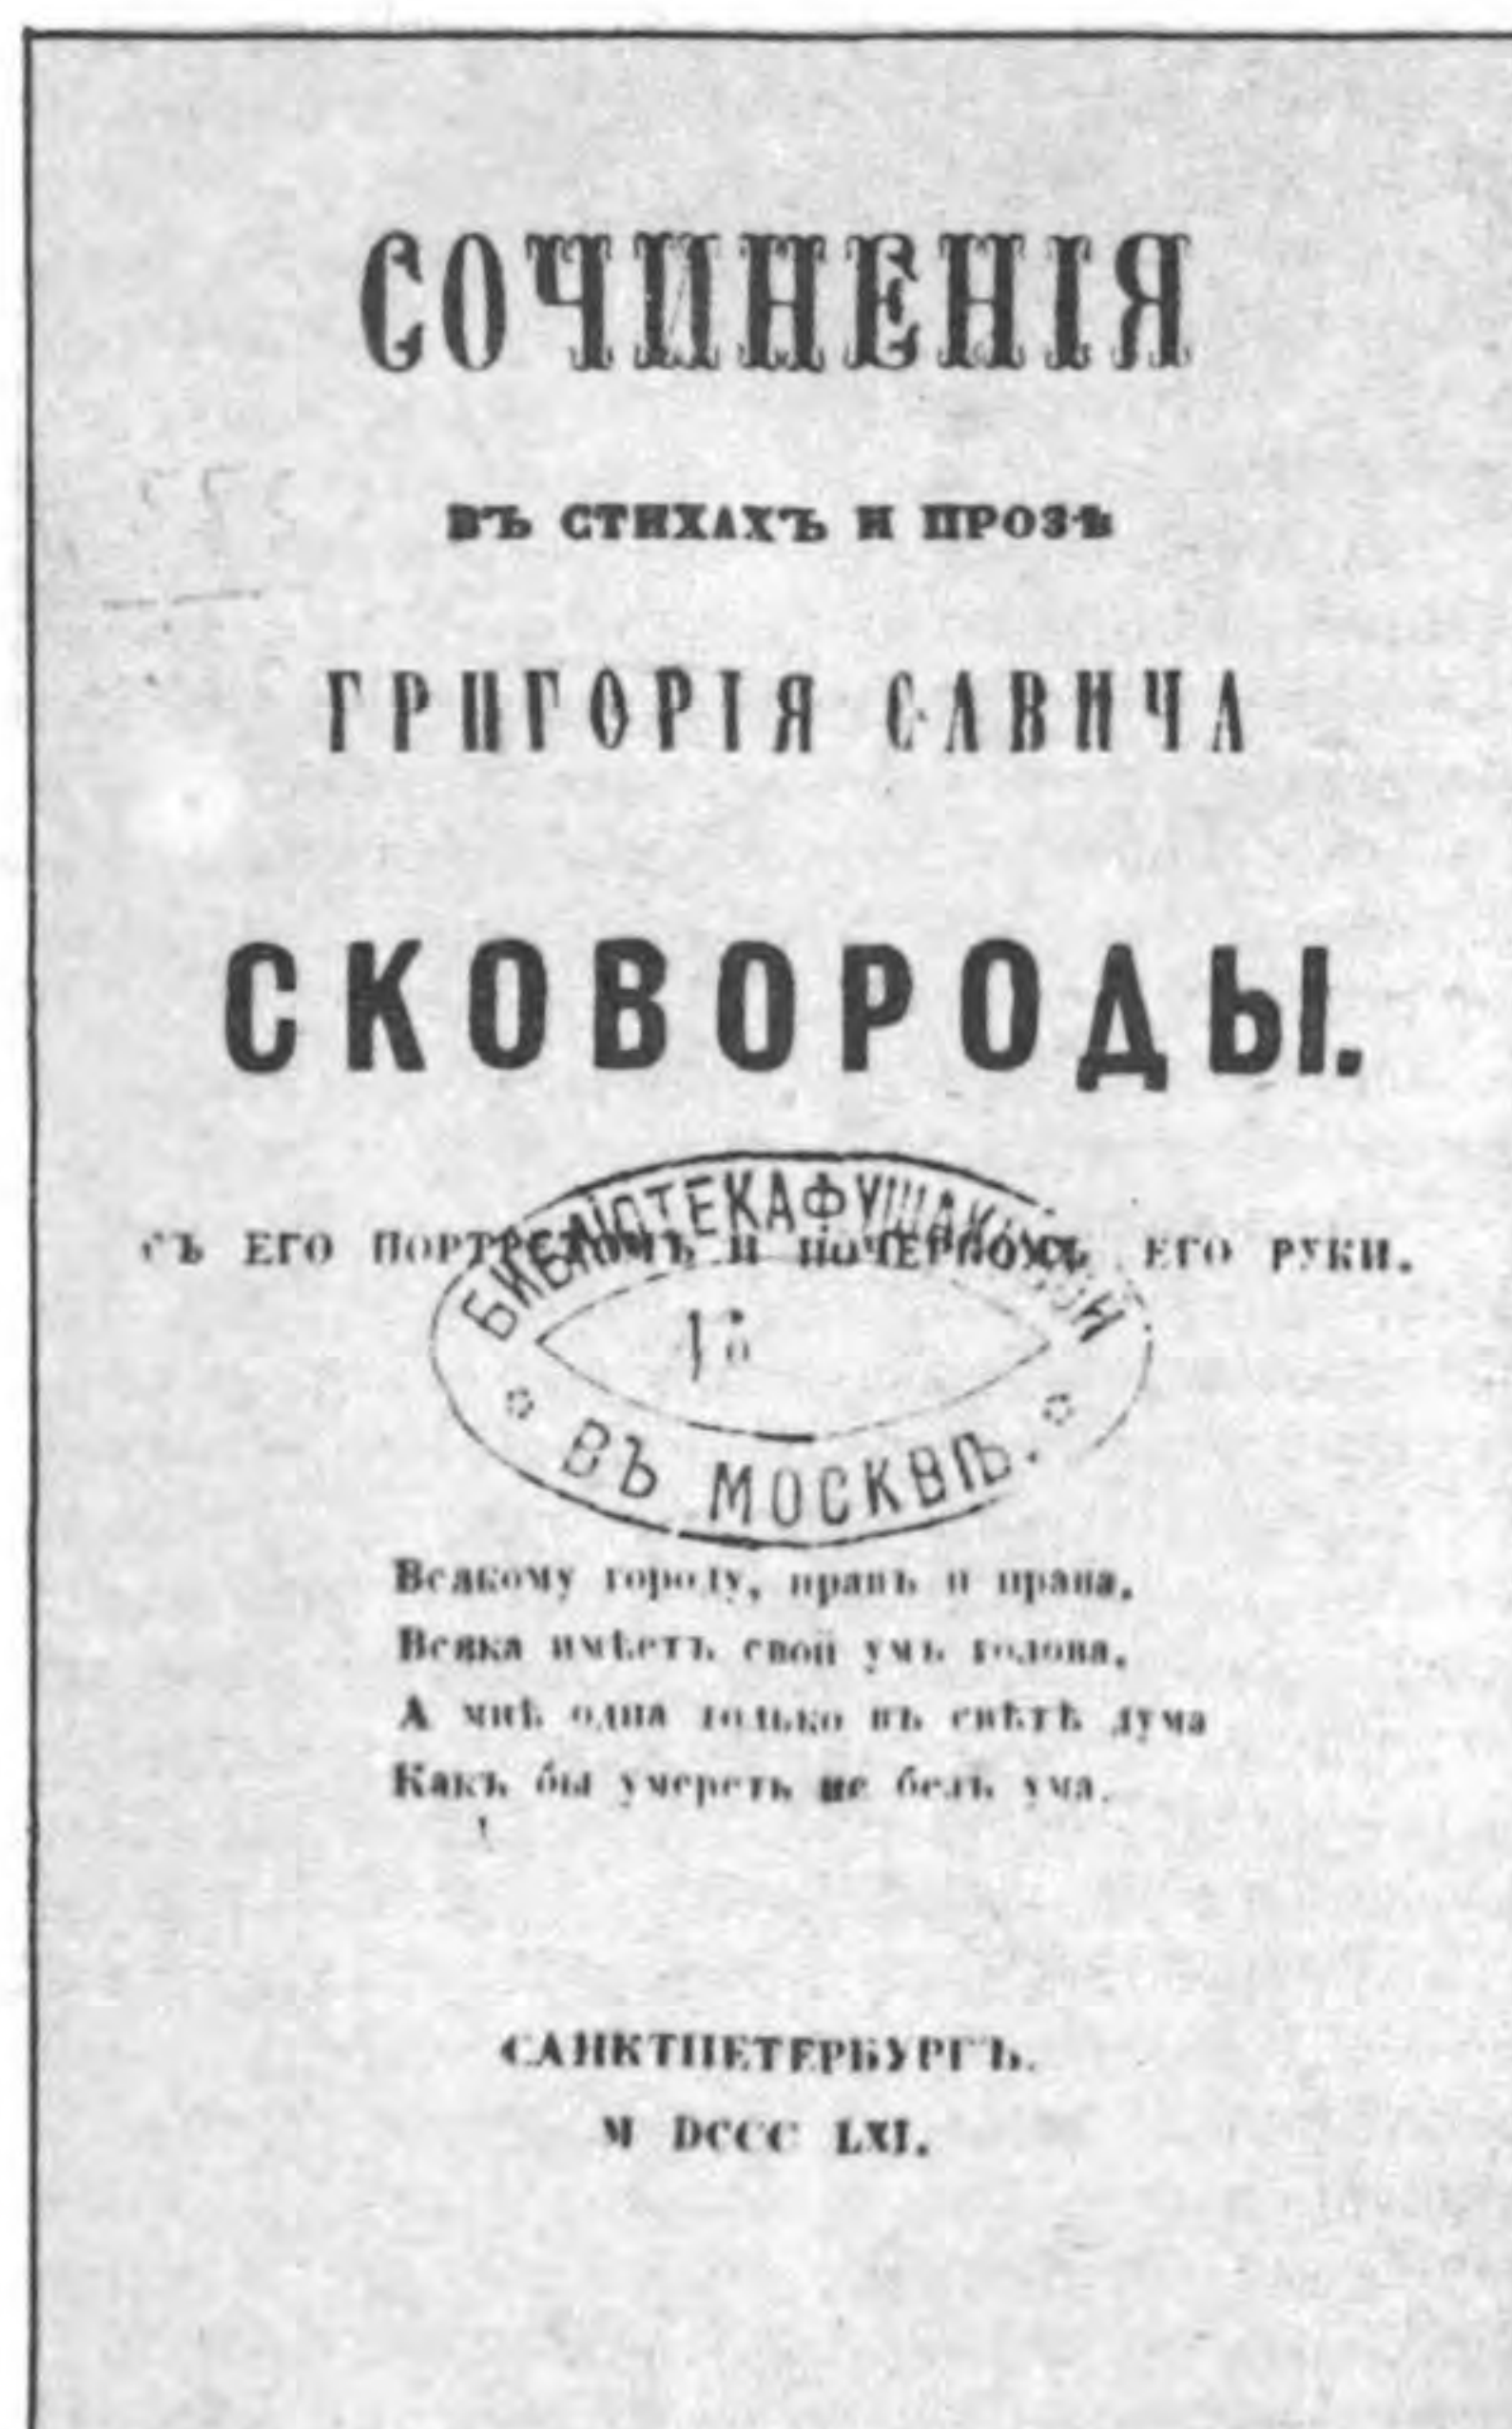 СОЧИНЕНІЯ
ВЪ СТИХАХЪ И ПРОЗѢ
ГРИГОРІЯ САВИЧА
СКОВОРОДЫ.
СЪ ЕГО ПОРТРЕТОМЪ И ПОЧЕРКОМЪ ЕГО РУКИ.
БИБЛІОТЕКА
ВЪ МОСКВѢ.
Всякому городу, нравъ и права,
Всяка имѣетъ свой умъ голова,
А мнѣ одна только въ свѣтѣ дума
Какъ бы умереть не безъ ума.
САНКТПЕТЕРБУРГЪ.
M DCCC LXI.